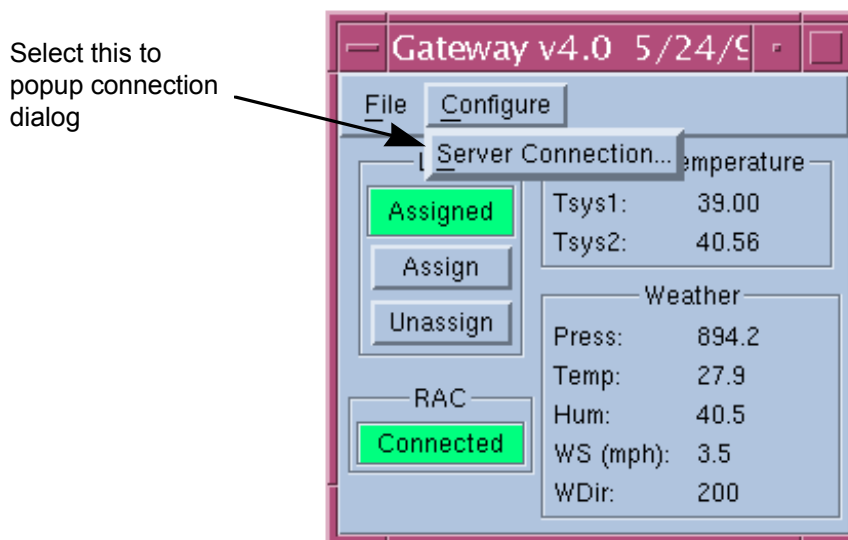 Select this to
popup connection
dialog
Gateway v4.0 5/24/9
File Configure
Server Connection...
emperature
Assigned
Assign
Unassign
Tsys1: 39.00
Tsys2: 40.56
Weather
Press: 894.2
Temp: 27.9
Hum: 40.5
WS (mph): 3.5
WDir: 200
RAC
Connected